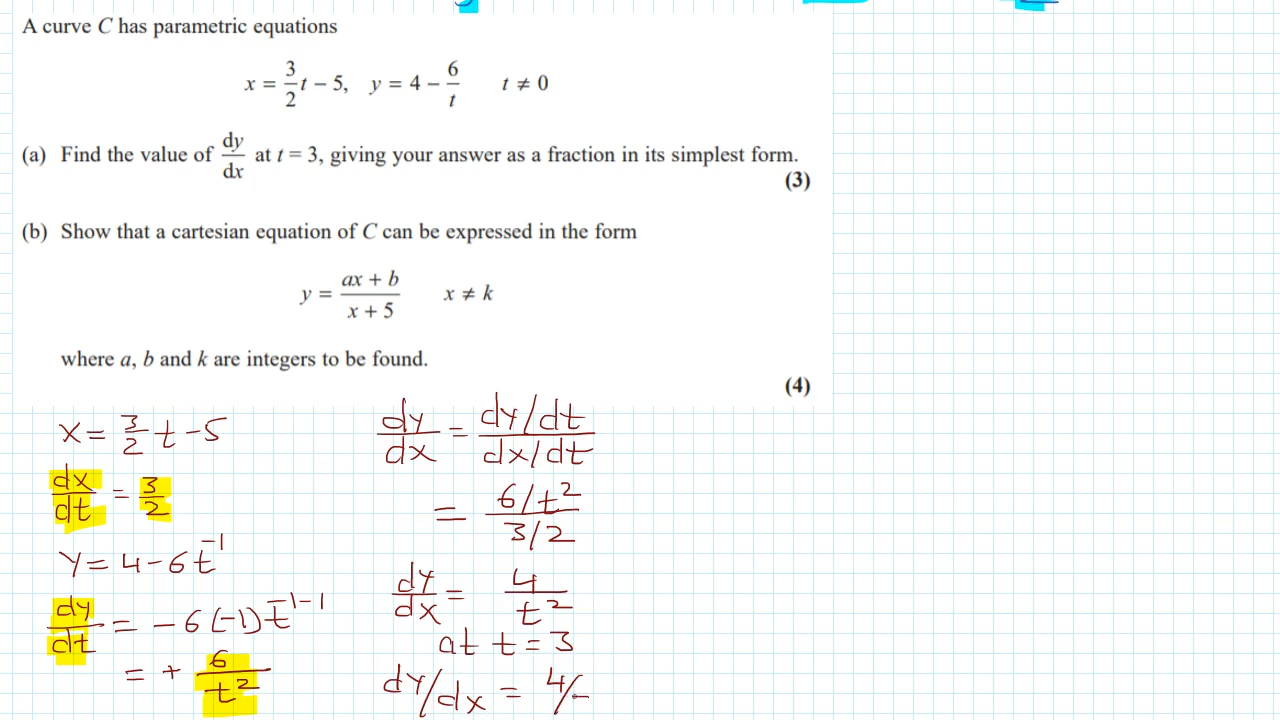 A curve C has parametric equations
x = 3/2 t − 5, y = 4 − 6/t t ≠ 0
(a) Find the value of dy/dx at t = 3, giving your answer as a fraction in its simplest form.
(3)
(b) Show that a cartesian equation of C can be expressed in the form
y = (ax + b)/(x + 5) x ≠ k
where a, b and k are integers to be found.
(4)
x = 3/2 t − 5
dx/dt = 3/2
y = 4 − 6t^−1
dy/dt = −6(−1)t^−1−1
= + 6/t^2
dy/dx = (dy/dt)/(dx/dt)
= (6/t^2)/(3/2)
dy/dx = 4/t^2
at t = 3
dy/dx = 4/